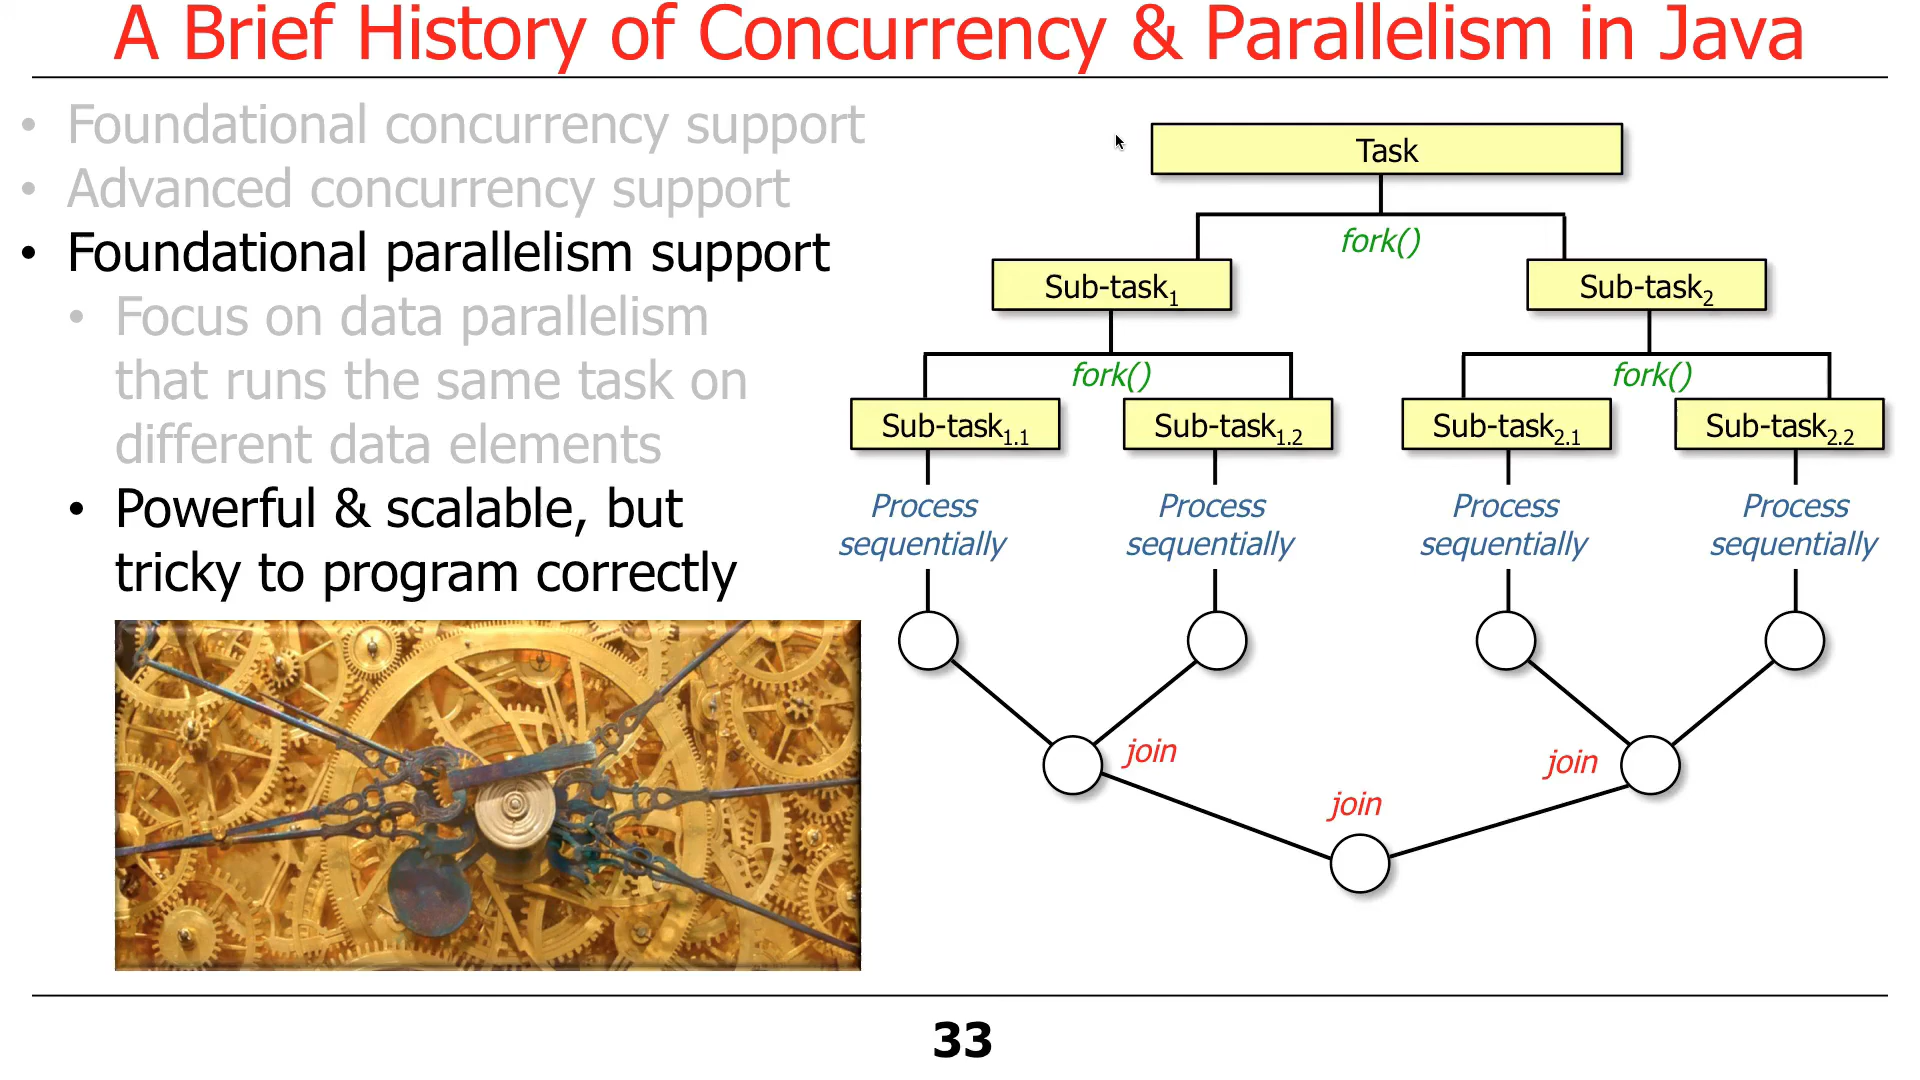 A Brief History of Concurrency & Parallelism in Java
• Foundational concurrency support
• Advanced concurrency support
• Foundational parallelism support
• Focus on data parallelism
that runs the same task on
different data elements
• Powerful & scalable, but
tricky to program correctly
Task
fork()
Sub-task1
Sub-task2
fork()
fork()
Sub-task1.1
Sub-task1.2
Sub-task2.1
Sub-task2.2
Process
sequentially
Process
sequentially
Process
sequentially
Process
sequentially
join
join
join
33